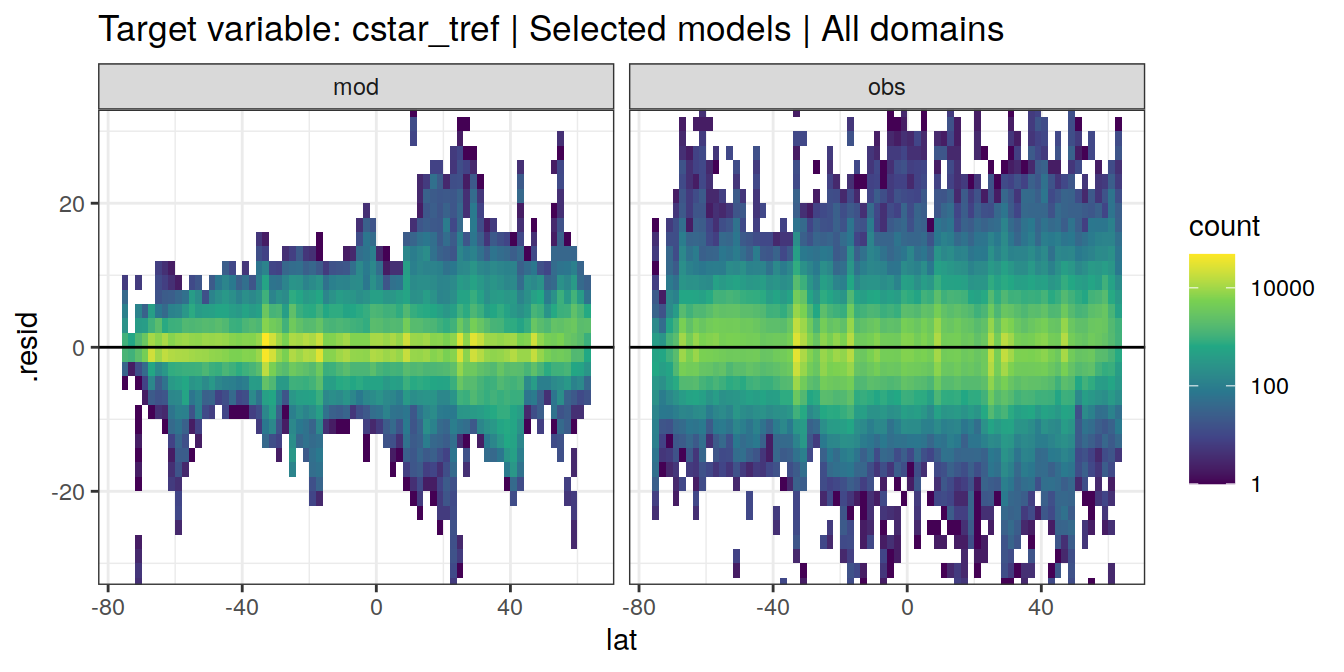 Target variable: cstar_tref | Selected models | All domains
mod
obs
.resid
20
0
-20
-80
-40
0
40
-80
-40
0
40
lat
count
10000
100
1